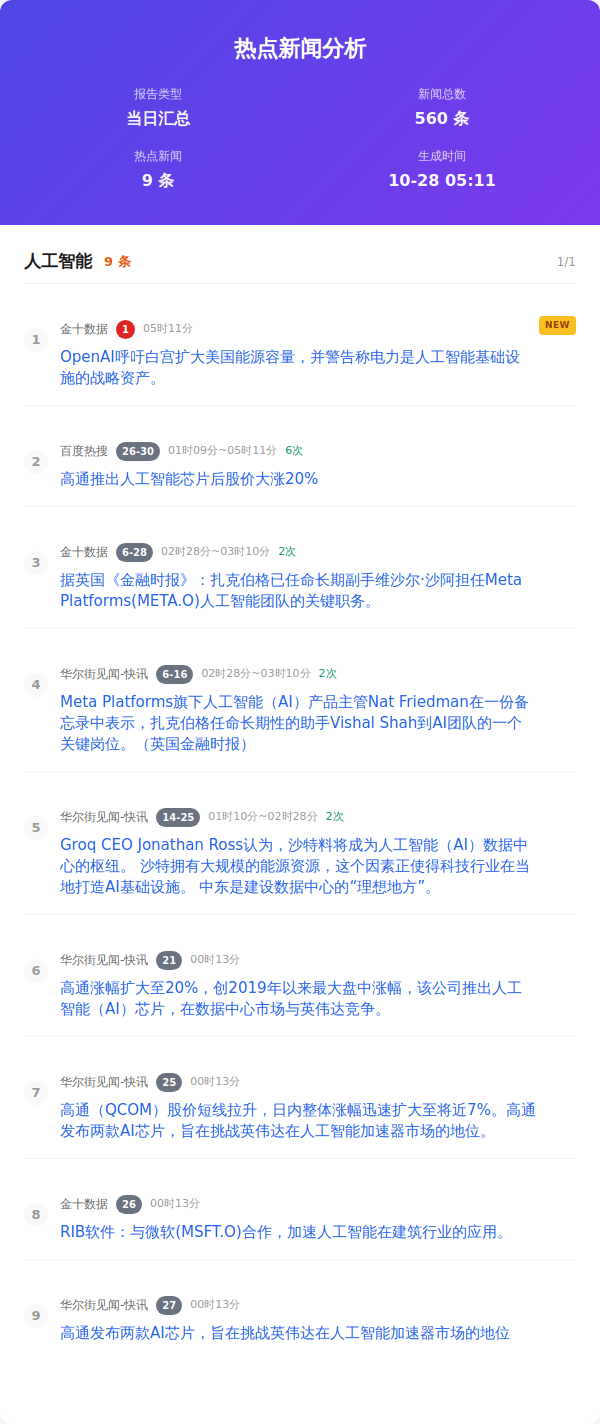 热点新闻分析
报告类型
新闻总数
当日汇总
560 条
热点新闻
生成时间
9 条
10-28 05:11
人工智能 9 条 1/1
1 金十数据 1 05时11分 NEW
OpenAI呼吁白宫扩大美国能源容量，并警告称电力是人工智能基础设
施的战略资产。
2 百度热搜 26-30 01时09分~05时11分 6次
高通推出人工智能芯片后股价大涨20%
3 金十数据 6-28 02时28分~03时10分 2次
据英国《金融时报》：扎克伯格已任命长期副手维沙尔·沙阿担任Meta
Platforms(META.O)人工智能团队的关键职务。
4 华尔街见闻-快讯 6-16 02时28分~03时10分 2次
Meta Platforms旗下人工智能（AI）产品主管Nat Friedman在一份备
忘录中表示，扎克伯格任命长期性的助手Vishal Shah到AI团队的一个
关键岗位。（英国金融时报）
5 华尔街见闻-快讯 14-25 01时10分~02时28分 2次
Groq CEO Jonathan Ross认为，沙特料将成为人工智能（AI）数据中
心的枢纽。 沙特拥有大规模的能源资源，这个因素正使得科技行业在当
地打造AI基础设施。 中东是建设数据中心的“理想地方”。
6 华尔街见闻-快讯 21 00时13分
高通涨幅扩大至20%，创2019年以来最大盘中涨幅，该公司推出人工
智能（AI）芯片，在数据中心市场与英伟达竞争。
7 华尔街见闻-快讯 25 00时13分
高通（QCOM）股价短线拉升，日内整体涨幅迅速扩大至将近7%。高通
发布两款AI芯片，旨在挑战英伟达在人工智能加速器市场的地位。
8 金十数据 26 00时13分
RIB软件：与微软(MSFT.O)合作，加速人工智能在建筑行业的应用。
9 华尔街见闻-快讯 27 00时13分
高通发布两款AI芯片，旨在挑战英伟达在人工智能加速器市场的地位